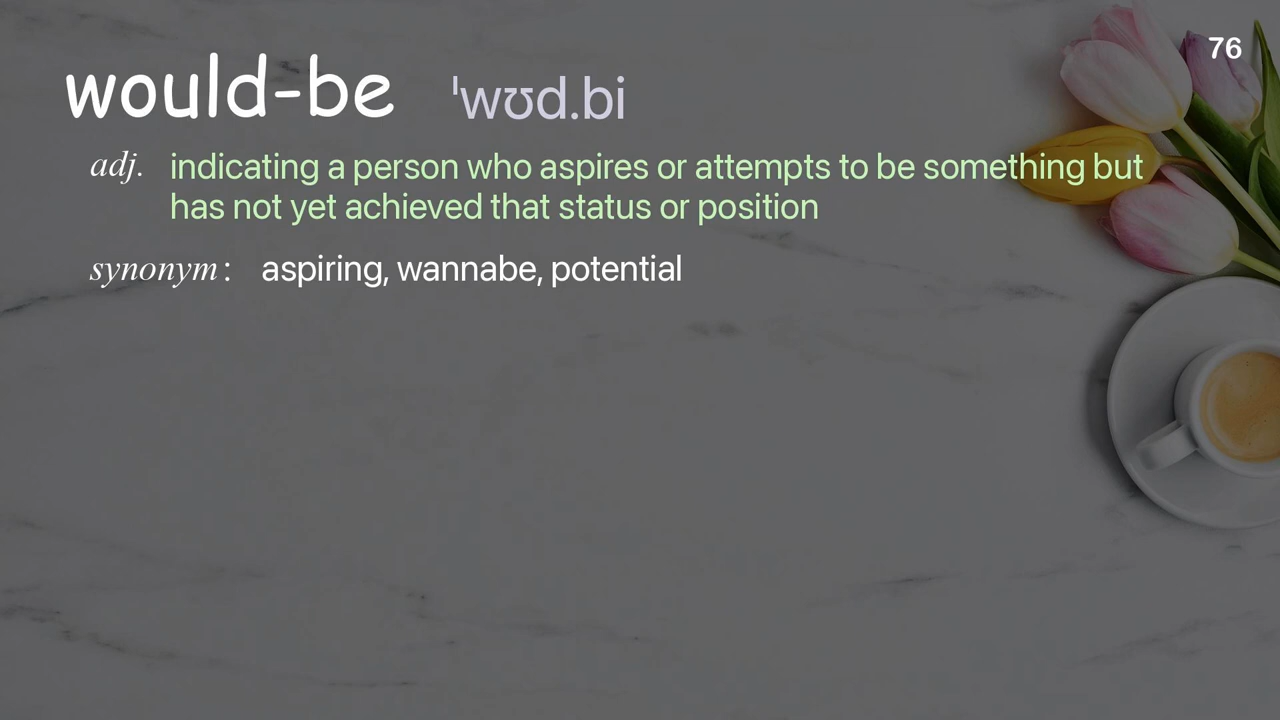 76
would-be ˈwʊd.bi
adj. indicating a person who aspires or attempts to be something but
has not yet achieved that status or position
synonym: aspiring, wannabe, potential